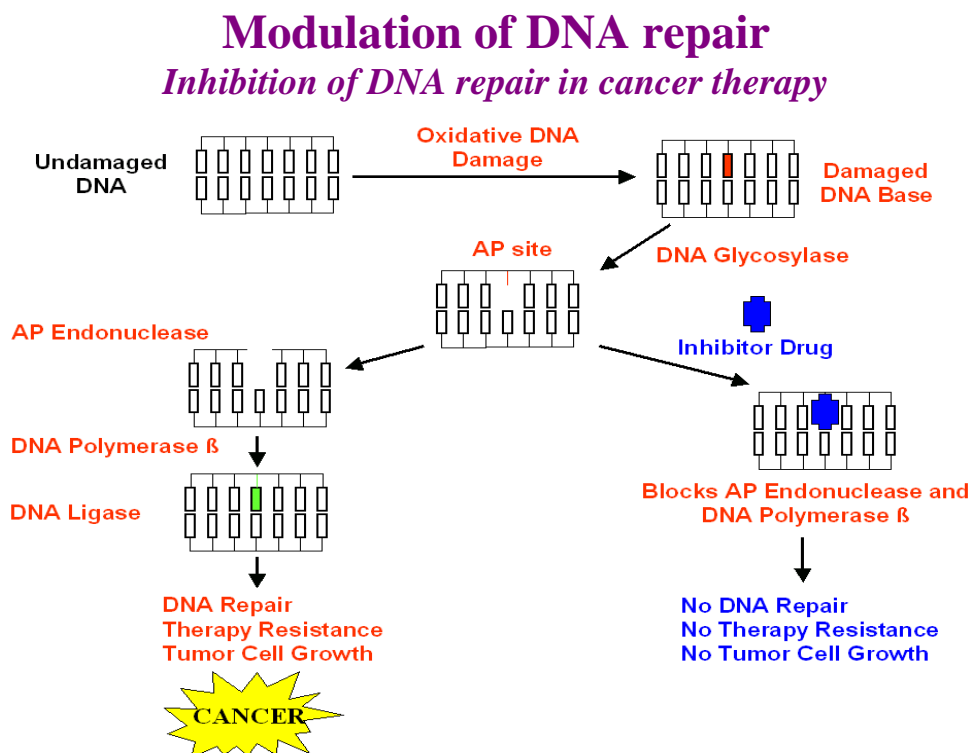 Modulation of DNA repair
Inhibition of DNA repair in cancer therapy
Undamaged
DNA
Oxidative DNA
Damage
Damaged
DNA Base
AP site
DNA Glycosylase
AP Endonuclease
Inhibitor Drug
DNA Polymerase ß
DNA Ligase
Blocks AP Endonuclease and
DNA Polymerase ß
DNA Repair
Therapy Resistance
Tumor Cell Growth
No DNA Repair
No Therapy Resistance
No Tumor Cell Growth
CANCER